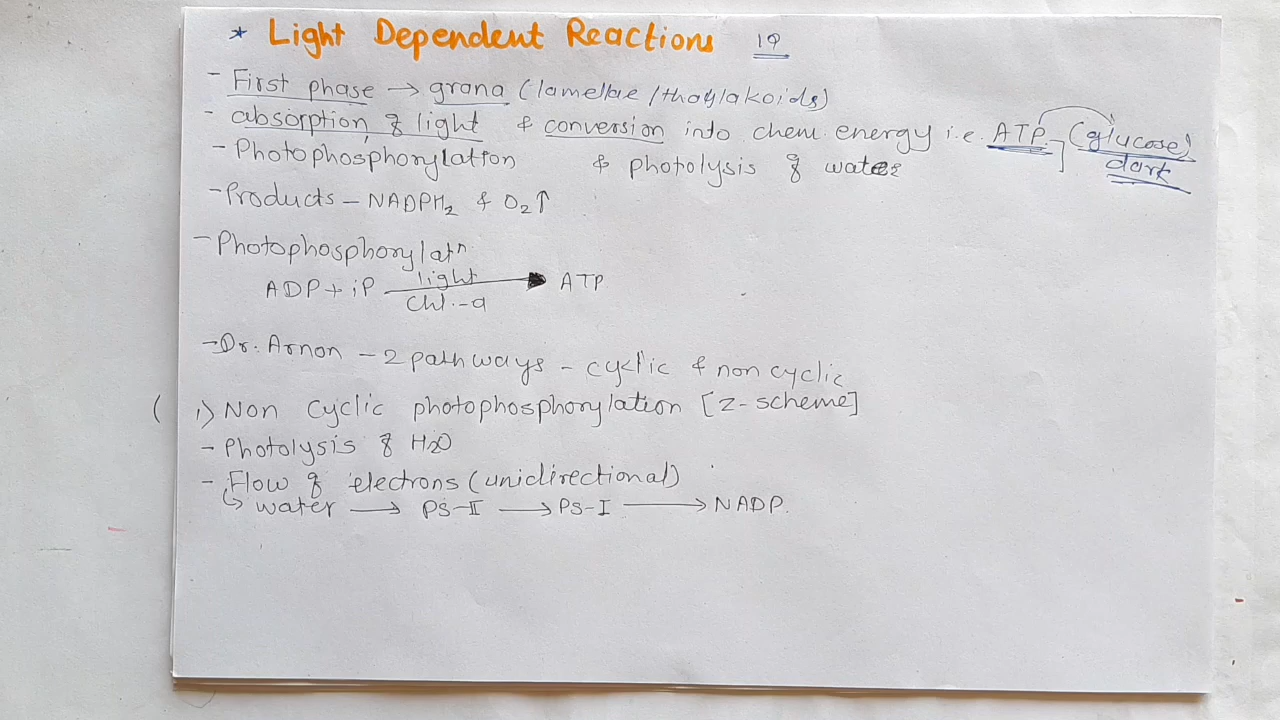 * Light Dependent Reactions 1Q
- First phase → grana (lamellae / thoylakoids)
- absorption of light & conversion into chem. energy i.e. ATP (glucose)
dark
- Photophosphorylation & photolysis of water
- Products - NADPH₂ & O₂↑
- Photophosphorylatⁿ
light
ADP + iP → ATP
Chl.-a
- Dr. Arnon - 2 pathways - cyclic & non cyclic
( 1) Non cyclic photophosphorylation [Z-scheme]
- Photolysis of H₂O
- Flow of electrons (unidirectional)
↳ water → PS-II → PS-I → NADP.